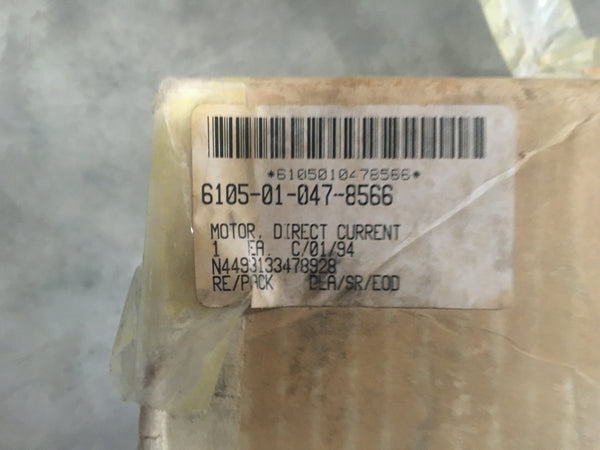 *6105010478566*
6105-01-047-8566
MOTOR, DIRECT CURRENT
1 EA, C/01/94
N4493133478928
RE/PACK DLA/SR/EOD